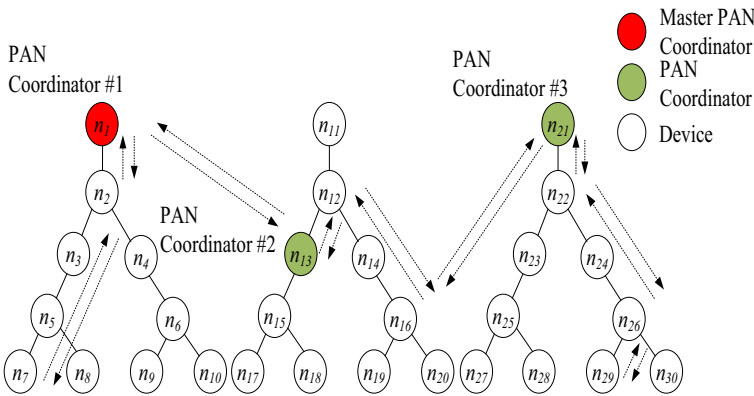 Master PAN
Coordinator
PAN
Coordinator
Device
PAN
Coordinator #1
PAN
Coordinator #3
n1
n11
n21
n2
n12
n22
PAN
Coordinator #2
n3
n4
n13
n14
n23
n24
n5
n6
n15
n16
n25
n26
n7
n8
n9
n10
n17
n18
n19
n20
n27
n28
n29
n30